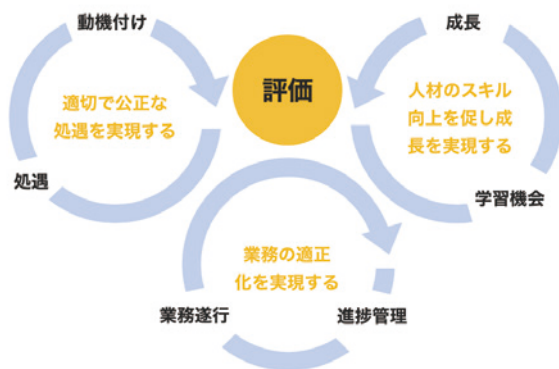 動機付け
評価
成長
適切で公正な
処遇を実現する
人材のスキル
向上を促し成
長を実現する
処遇
学習機会
業務の適正
化を実現する
業務遂行
進捗管理